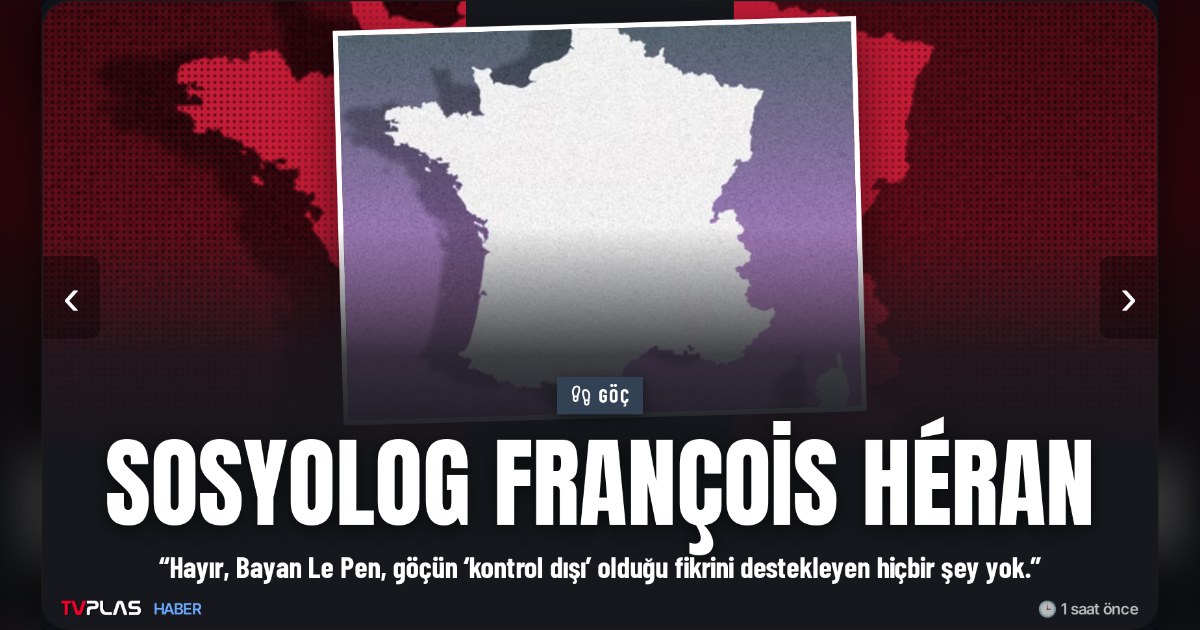 GÖÇ
SOSYOLOG FRANÇOİS HÉRAN
“Hayır, Bayan Le Pen, göçün ‘kontrol dışı’ olduğu fikrini destekleyen hiçbir şey yok.”
TVPLAS HABER
1 saat önce